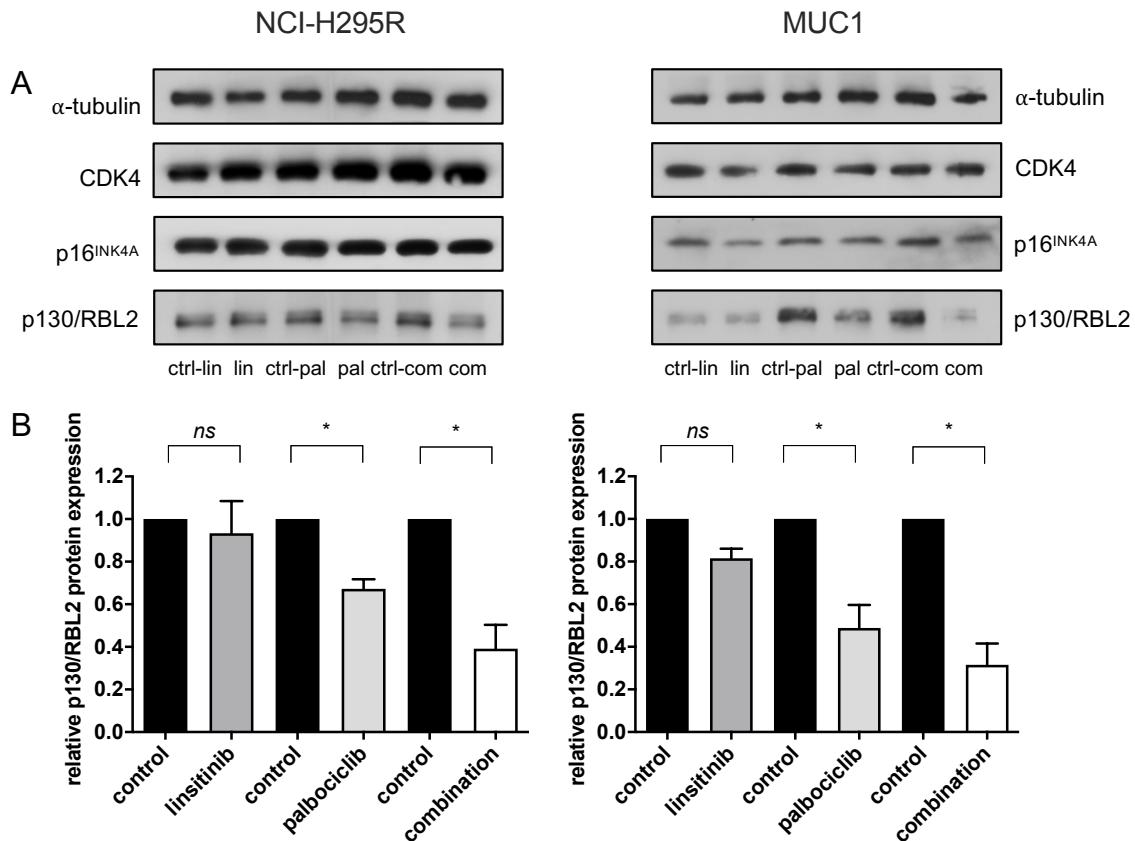 NCI-H295R MUC1
A
α-tubulin α-tubulin
CDK4 CDK4
p16INK4A p16INK4A
p130/RBL2 p130/RBL2
ctrl-lin lin ctrl-pal pal ctrl-com com ctrl-lin lin ctrl-pal pal ctrl-com com
B
relative p130/RBL2 protein expression
ns * *
1.2
1.0
0.8
0.6
0.4
0.2
0.0
control
linsitinib
control
palbociclib
control
combination
relative p130/RBL2 protein expression
ns * *
1.2
1.0
0.8
0.6
0.4
0.2
0.0
control
linsitinib
control
palbociclib
control
combination